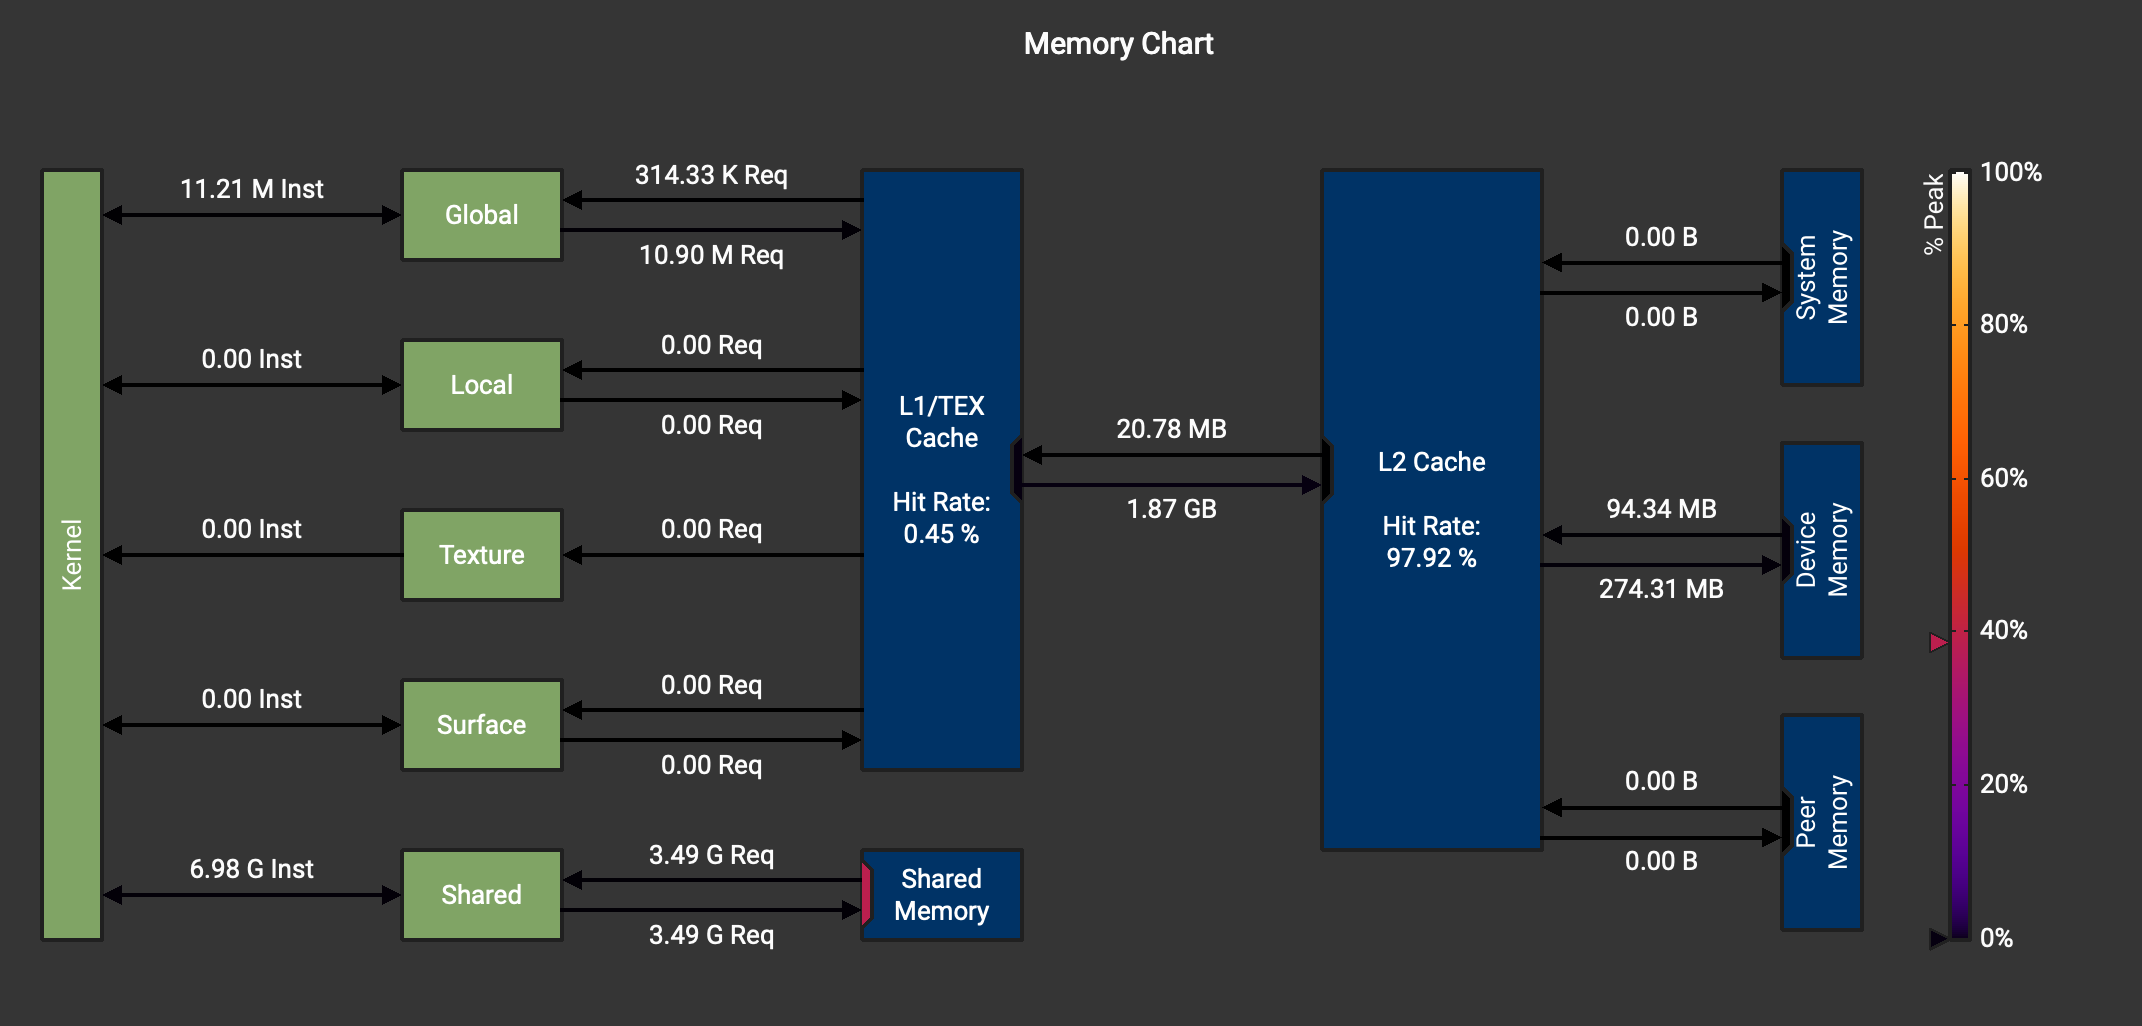 Memory Chart
Kernel
11.21 M Inst
0.00 Inst
0.00 Inst
0.00 Inst
6.98 G Inst
Global
Local
Texture
Surface
Shared
314.33 K Req
10.90 M Req
0.00 Req
0.00 Req
0.00 Req
0.00 Req
0.00 Req
3.49 G Req
3.49 G Req
L1/TEX
Cache
Hit Rate:
0.45 %
Shared
Memory
20.78 MB
1.87 GB
L2 Cache
Hit Rate:
97.92 %
0.00 B
0.00 B
94.34 MB
274.31 MB
0.00 B
0.00 B
System
Memory
Device
Memory
Peer
Memory
% Peak
100%
80%
60%
40%
20%
0%